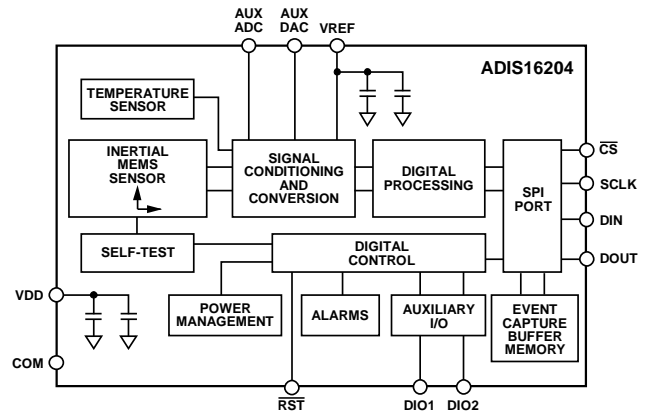 AUX
ADC
AUX
DAC
VREF
ADIS16204
TEMPERATURE
SENSOR
INERTIAL
MEMS
SENSOR
SIGNAL
CONDITIONING
AND
CONVERSION
DIGITAL
PROCESSING
SPI
PORT
CS
SCLK
DIN
DOUT
SELF-TEST
DIGITAL
CONTROL
VDD
POWER
MANAGEMENT
ALARMS
AUXILIARY
I/O
EVENT
CAPTURE
BUFFER
MEMORY
COM
RST
DIO1
DIO2